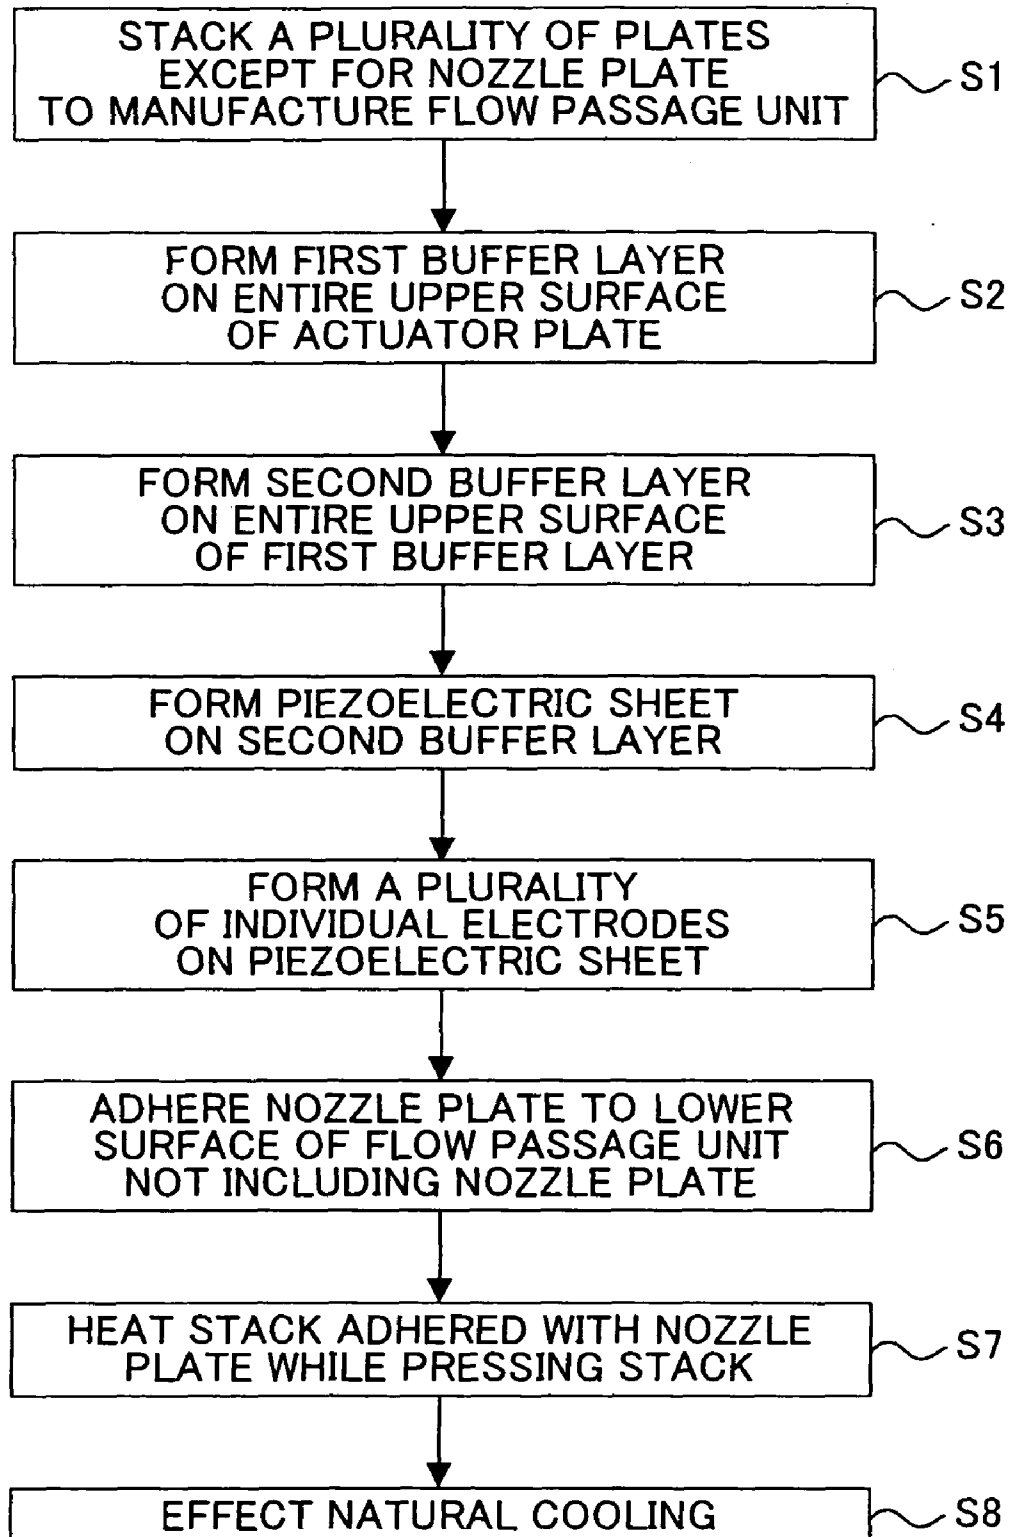 STACK A PLURALITY OF PLATES
EXCEPT FOR NOZZLE PLATE
TO MANUFACTURE FLOW PASSAGE UNIT
S1
FORM FIRST BUFFER LAYER
ON ENTIRE UPPER SURFACE
OF ACTUATOR PLATE
S2
FORM SECOND BUFFER LAYER
ON ENTIRE UPPER SURFACE
OF FIRST BUFFER LAYER
S3
FORM PIEZOELECTRIC SHEET
ON SECOND BUFFER LAYER
S4
FORM A PLURALITY
OF INDIVIDUAL ELECTRODES
ON PIEZOELECTRIC SHEET
S5
ADHERE NOZZLE PLATE TO LOWER
SURFACE OF FLOW PASSAGE UNIT
NOT INCLUDING NOZZLE PLATE
S6
HEAT STACK ADHERED WITH NOZZLE
PLATE WHILE PRESSING STACK
S7
EFFECT NATURAL COOLING
S8